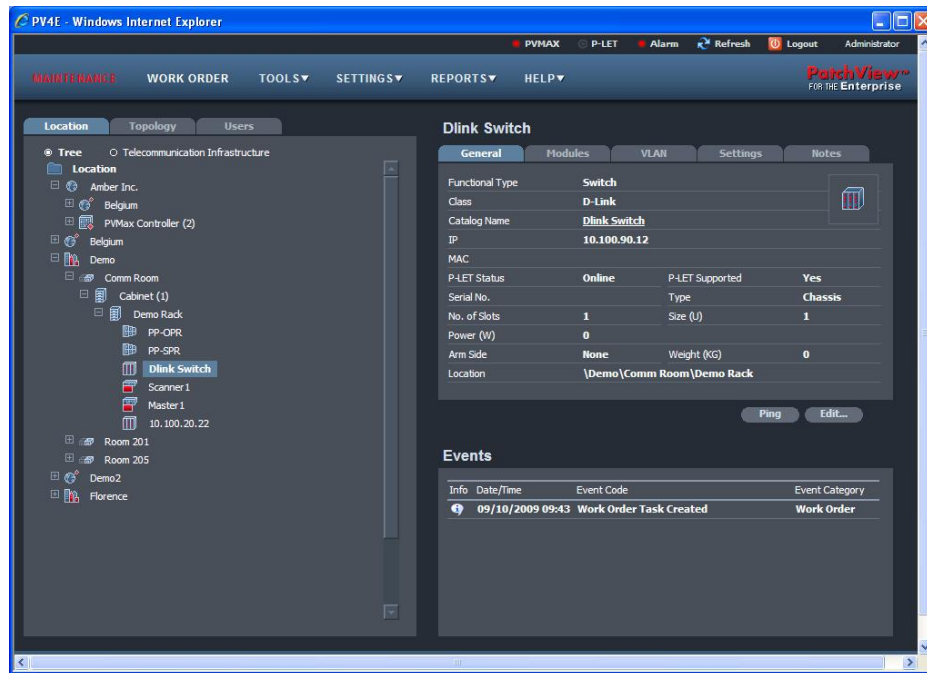 PV4E - Windows Internet Explorer
PVMAX P-LET Alarm Refresh Logout Administrator
MAINTENANCE WORK ORDER TOOLS▼ SETTINGS▼ REPORTS▼ HELP▼
PatchView™
FOR THE Enterprise
Location Topology Users
Tree Telecommunication Infrastructure
Location
Amber Inc.
Belgium
PVMax Controller (2)
Belgium
Demo
Comm Room
Cabinet (1)
Demo Rack
PP-OPR
PP-SPR
Dlink Switch
Scanner1
Master1
10.100.20.22
Room 201
Room 205
Demo2
Florence
Dlink Switch
General Modules VLAN Settings Notes
Functional Type Switch
Class D-Link
Catalog Name Dlink Switch
IP 10.100.90.12
MAC
P-LET Status Online P-LET Supported Yes
Serial No. Type Chassis
No. of Slots 1 Size (U) 1
Power (W) 0
Arm Side None Weight (KG) 0
Location \Demo\Comm Room\Demo Rack
Ping Edit...
Events
Info Date/Time Event Code Event Category
09/10/2009 09:43 Work Order Task Created Work Order